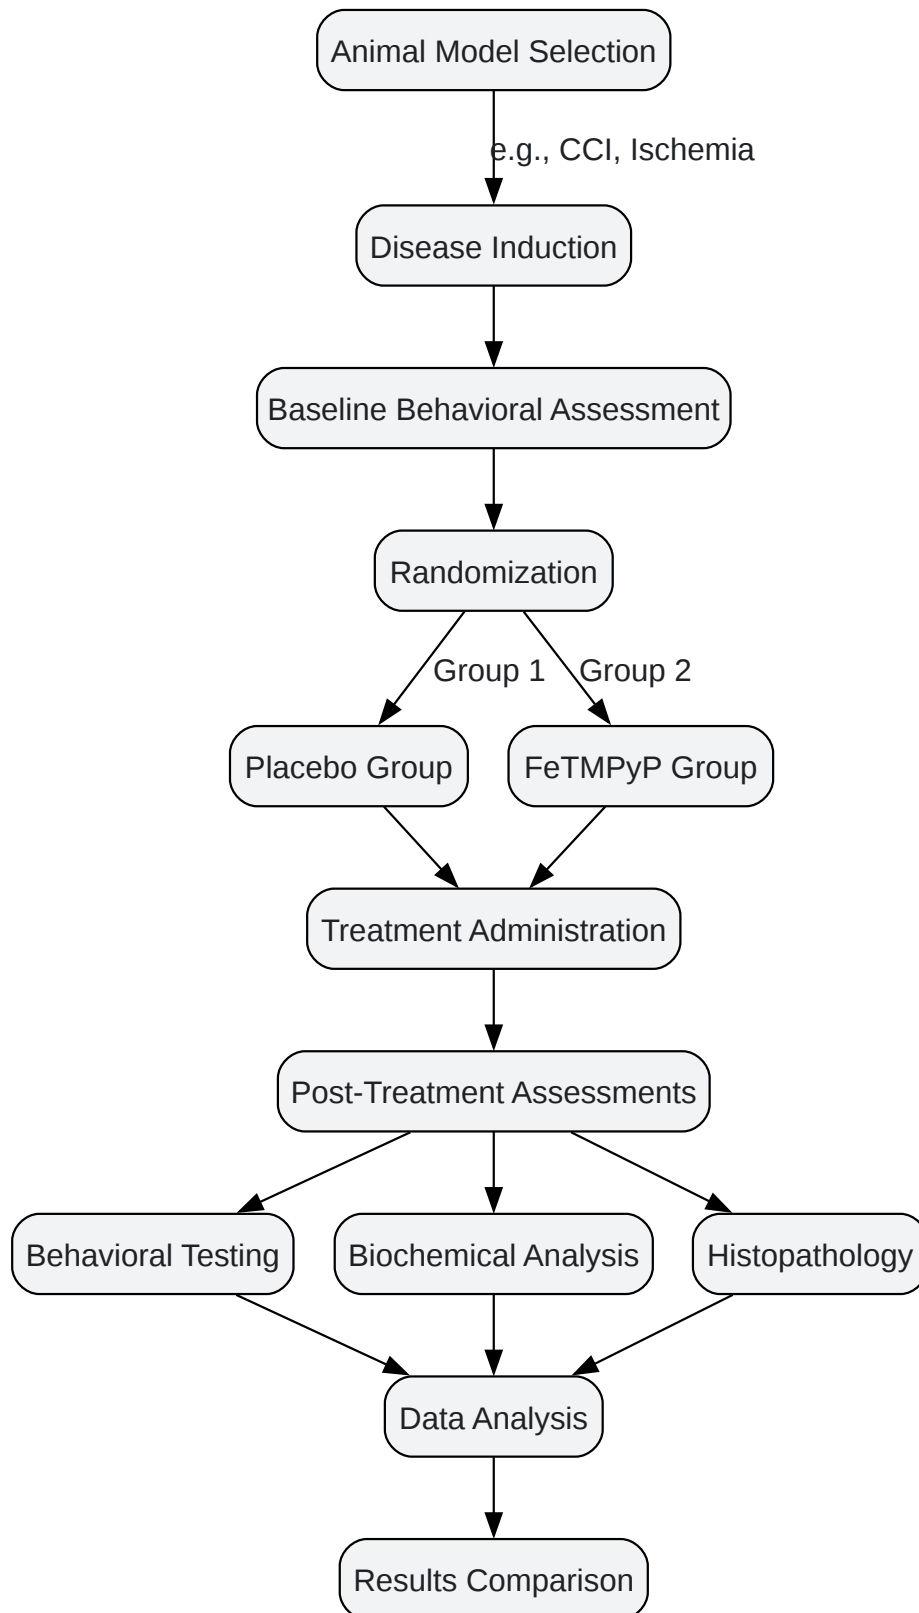 Animal Model Selection
e.g., CCI, Ischemia
Disease Induction
Baseline Behavioral Assessment
Randomization
Group 1
Group 2
Placebo Group
FeTMPyP Group
Treatment Administration
Post-Treatment Assessments
Behavioral Testing
Biochemical Analysis
Histopathology
Data Analysis
Results Comparison